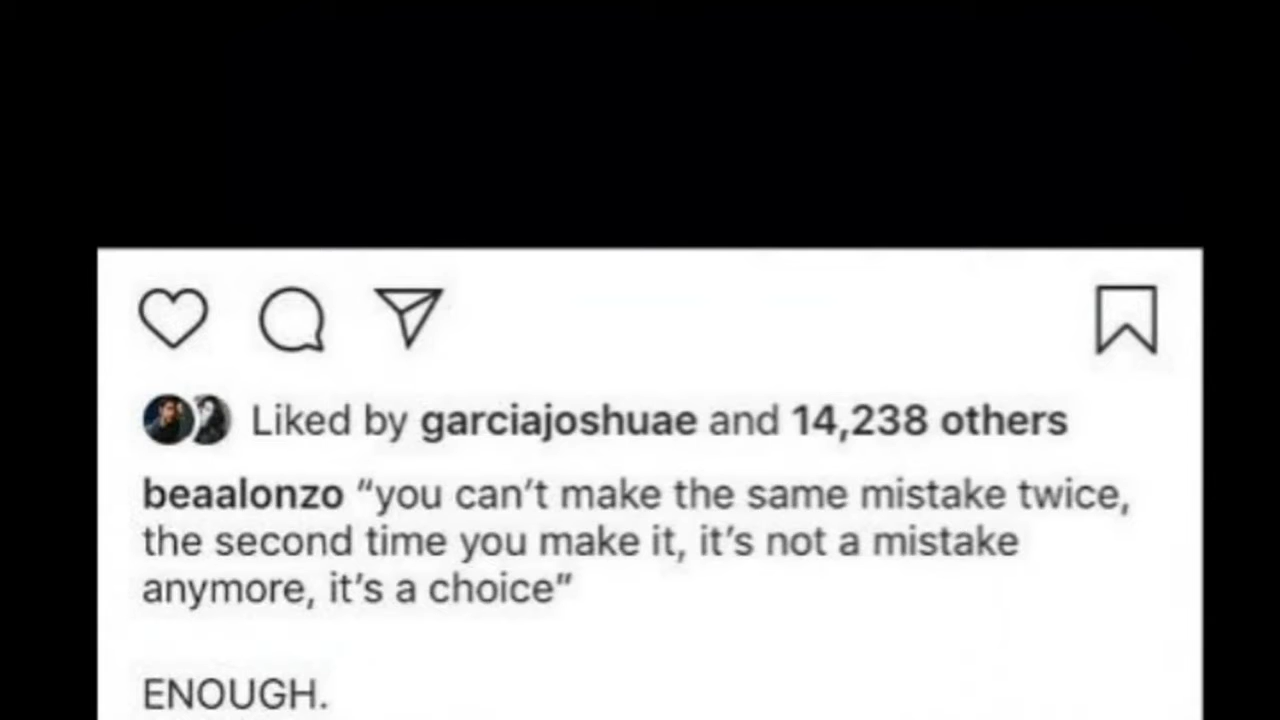 Liked by garciajoshuae and 14,238 others
beaalonzo “you can’t make the same mistake twice,
the second time you make it, it’s not a mistake
anymore, it’s a choice”
ENOUGH.